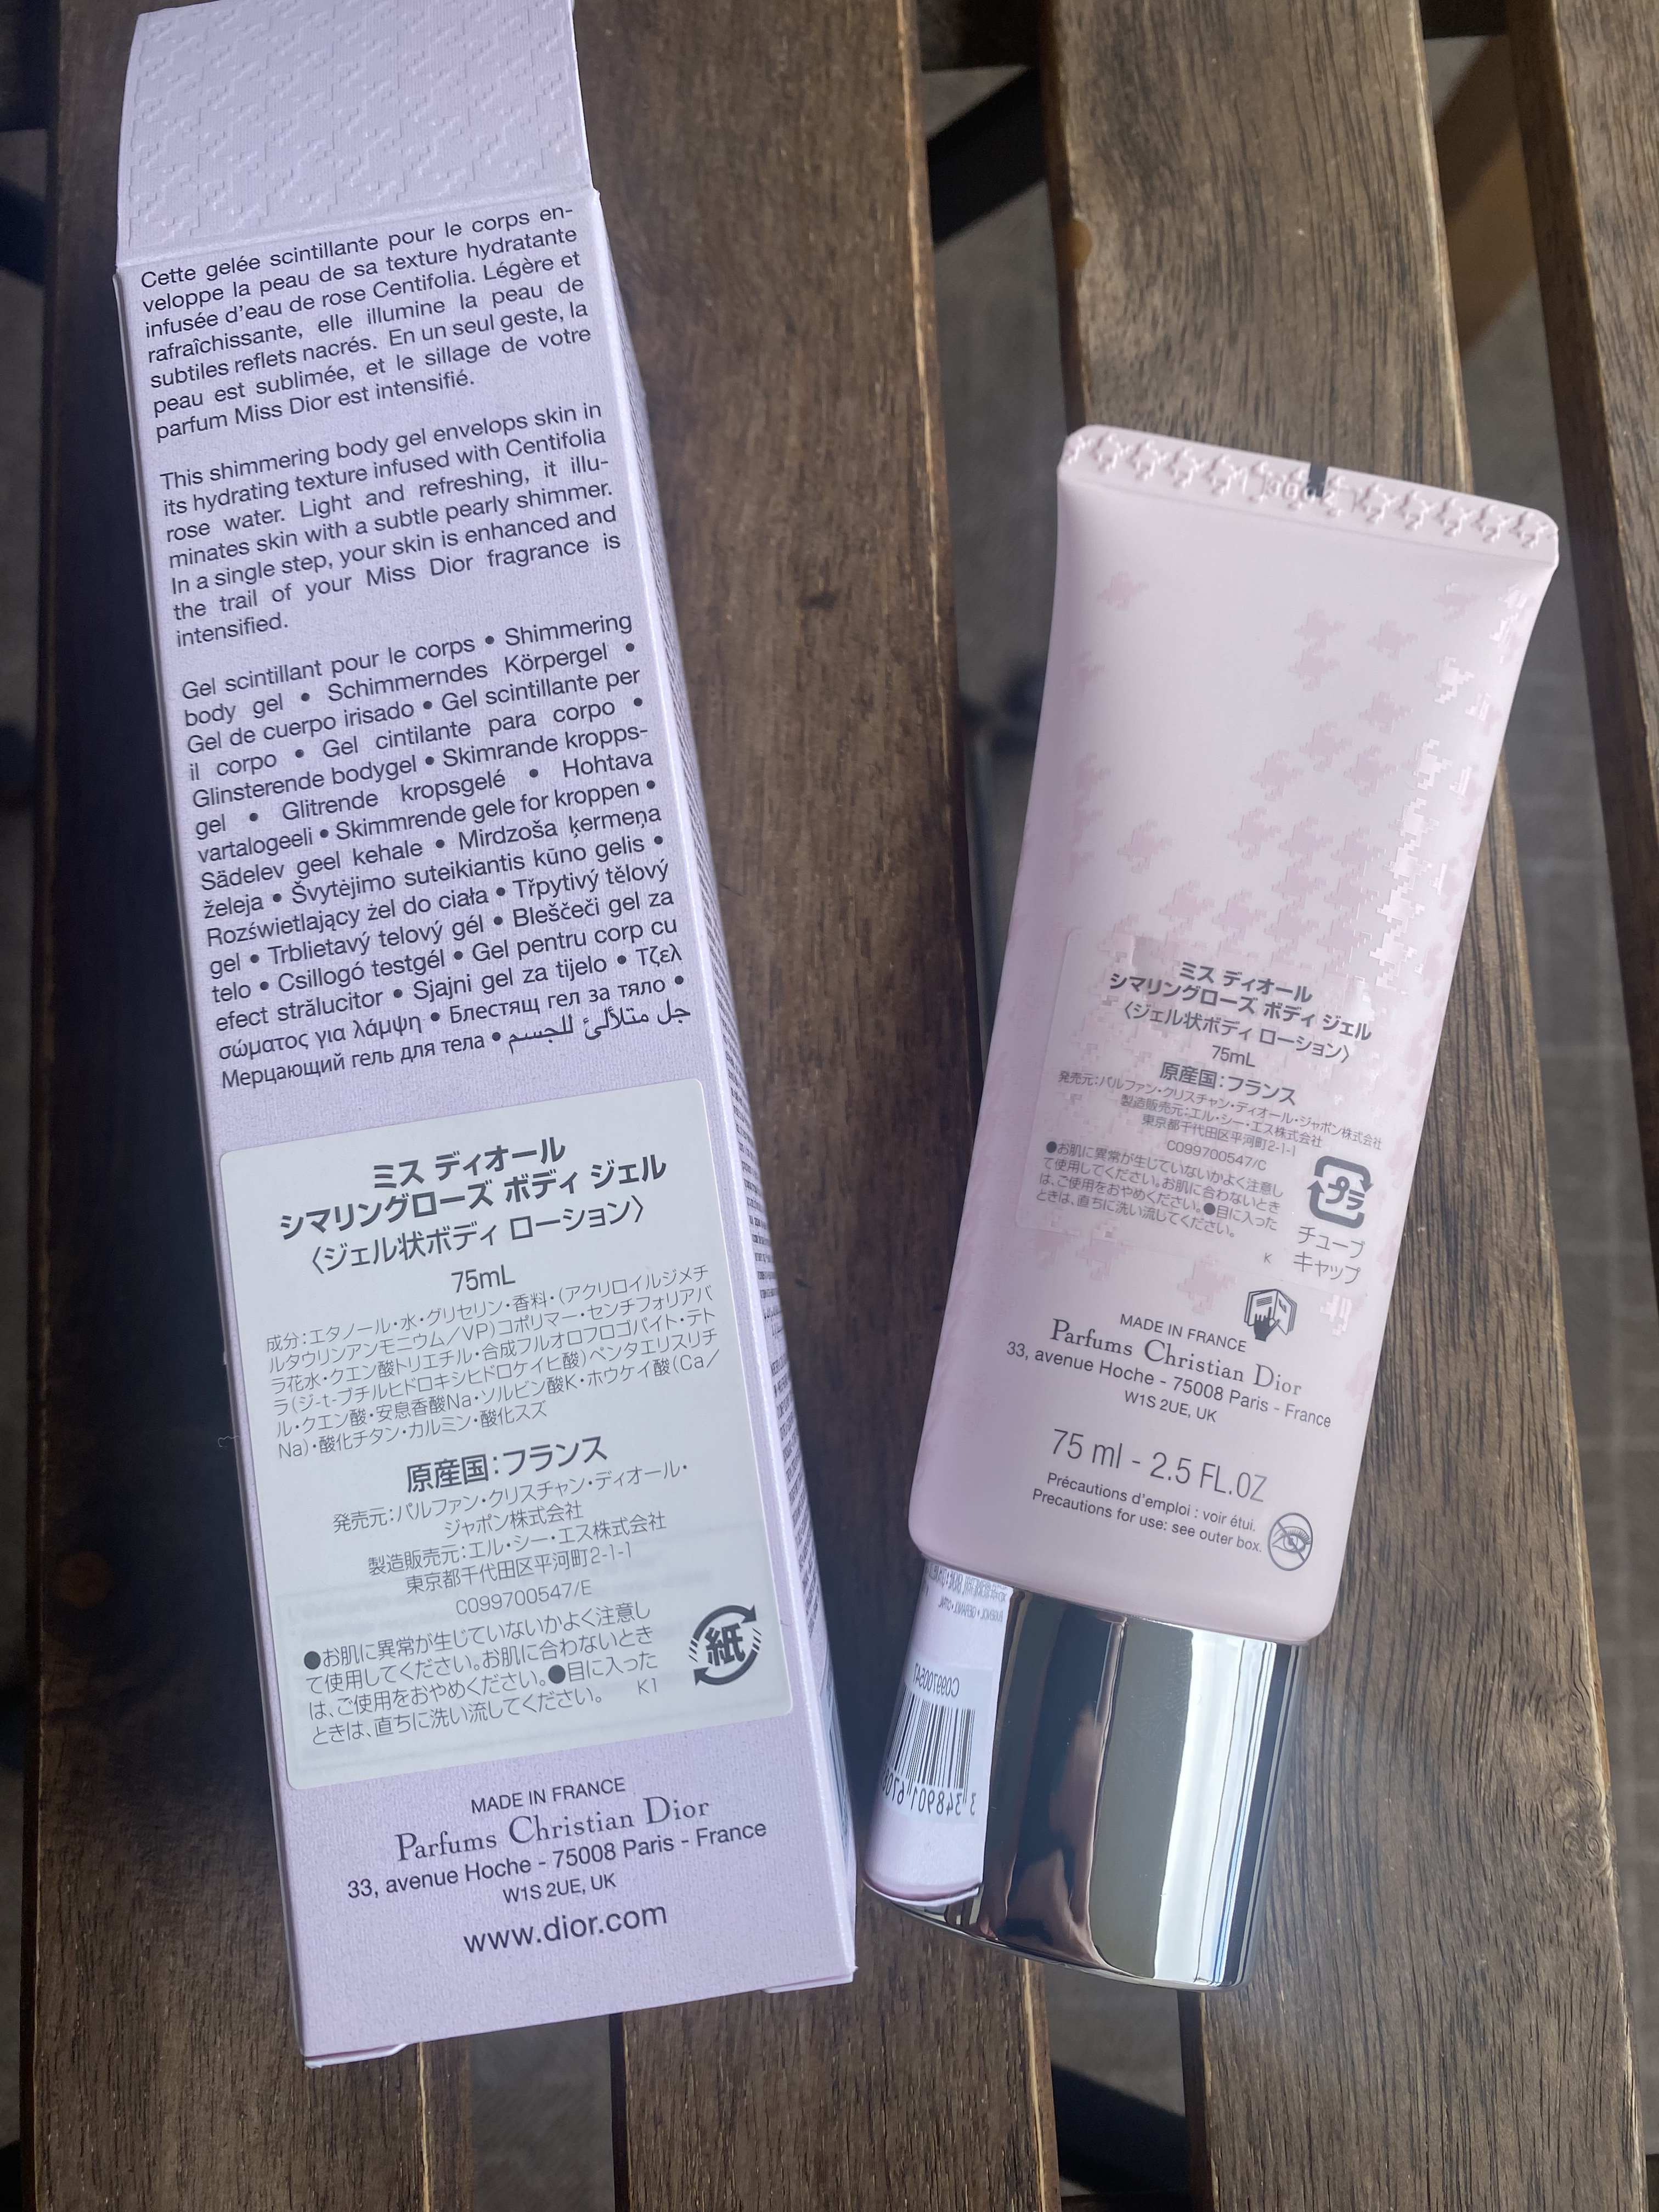 Cette gelée scintillante pour le corps en-
veloppe la peau de sa texture hydratante
infusée d'eau de rose Centifolia. Légère et
rafraîchissante, elle illumine la peau de
subtiles reflets nacrés. En un seul geste, la
peau est sublimée, et le sillage de votre
parfum Miss Dior est intensifié.
This shimmering body gel envelops skin in
its hydrating texture infused with Centifolia
rose water. Light and refreshing, it illu-
minates skin with a subtle pearly shimmer.
In a single step, your skin is enhanced and
the trail of your Miss Dior fragrance is
intensified.
Gel scintillant pour le corps • Shimmering
body gel • Schimmerndes Körpergel •
Gel de cuerpo irisado • Gel scintillante per
il corpo • Gel cintilante para corpo •
Glinsterende bodygel • Skimrande kropps-
gel • Glitrende kropsgelé • Hohtava
vartalogeeli • Skimmrende gele for kroppen •
Sädelev geel kehale • Mirdzoša ķermeņa
želeja • Švytėjimo suteikiantis kūno gelis •
Rozświetlający żel do ciała • Třpytivý tělový
gel • Trblietavý telový gél • Bleščeči gel za
telo • Csillogó testgél • Gel pentru corp cu
efect strălucitor • Sjajni gel za tijelo • Τζελ
σώματος για λάμψη • Блестящ гел за тяло •
Мерцающий гель для тела • جل متلألئ للجسم
ミス ディオール
シマリングローズ ボディ ジェル
〈ジェル状ボディ ローション〉
75mL
成分:エタノール・水・グリセリン・香料・(アクリロイルジメチ
ルタウリンアンモニウム/VP)コポリマー・センチフォリアバ
ラ花水・クエン酸トリエチル・合成フルオロフロゴパイト・テト
ラ(ジ-t-ブチルヒドロキシヒドロケイヒ酸)ペンタエリスリチ
ル・クエン酸・安息香酸Na・ソルビン酸K・ホウケイ酸(Ca/
Na)・酸化チタン・カルミン・酸化スズ
原産国:フランス
発売元:パルファン・クリスチャン・ディオール・
ジャポン株式会社
製造販売元:エル・シー・エス株式会社
東京都千代田区平河町2-1-1
C099700547/E
●お肌に異常が生じていないかよく注意し
て使用してください。お肌に合わないとき
は、ご使用をおやめください。●目に入った
ときは、直ちに洗い流してください。
K1
紙
MADE IN FRANCE
Parfums Christian Dior
33, avenue Hoche - 75008 Paris - France
W1S 2UE, UK
www.dior.com
ミス ディオール
シマリングローズ ボディ ジェル
〈ジェル状ボディ ローション〉
75mL
原産国:フランス
発売元:パルファン・クリスチャン・ディオール・ジャポン株式会社
製造販売元:エル・シー・エス株式会社
東京都千代田区平河町2-1-1
C099700547/C
●お肌に異常が生じていないかよく注意し
て使用してください。お肌に合わないとき
は、ご使用をおやめください。●目に入った
ときは、直ちに洗い流してください。
K
プラ
チューブ
キャップ
MADE IN FRANCE
Parfums Christian Dior
33, avenue Hoche - 75008 Paris - France
W1S 2UE, UK
75 ml - 2.5 FL.OZ
Précautions d'emploi : voir étui.
Precautions for use: see outer box.
C099700547